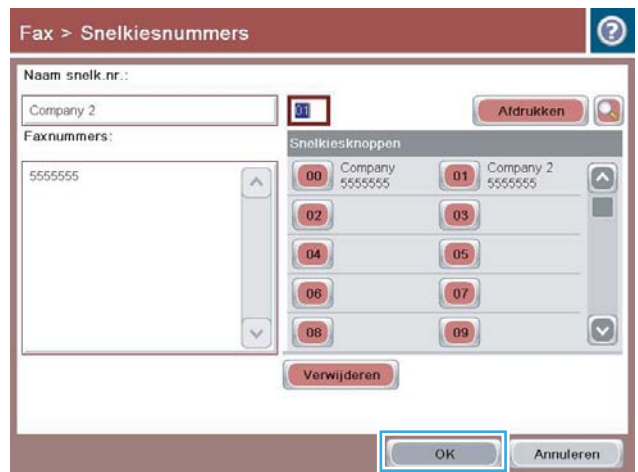 Fax > Snelkiesnummers
?
Naam snelk.nr.:
Company 2
01
Afdrukken
Faxnummers:
Snelkiesknoppen
5555555
00 Company 5555555
01 Company 2 5555555
02
03
04
05
06
07
08
09
Verwijderen
OK
Annuleren